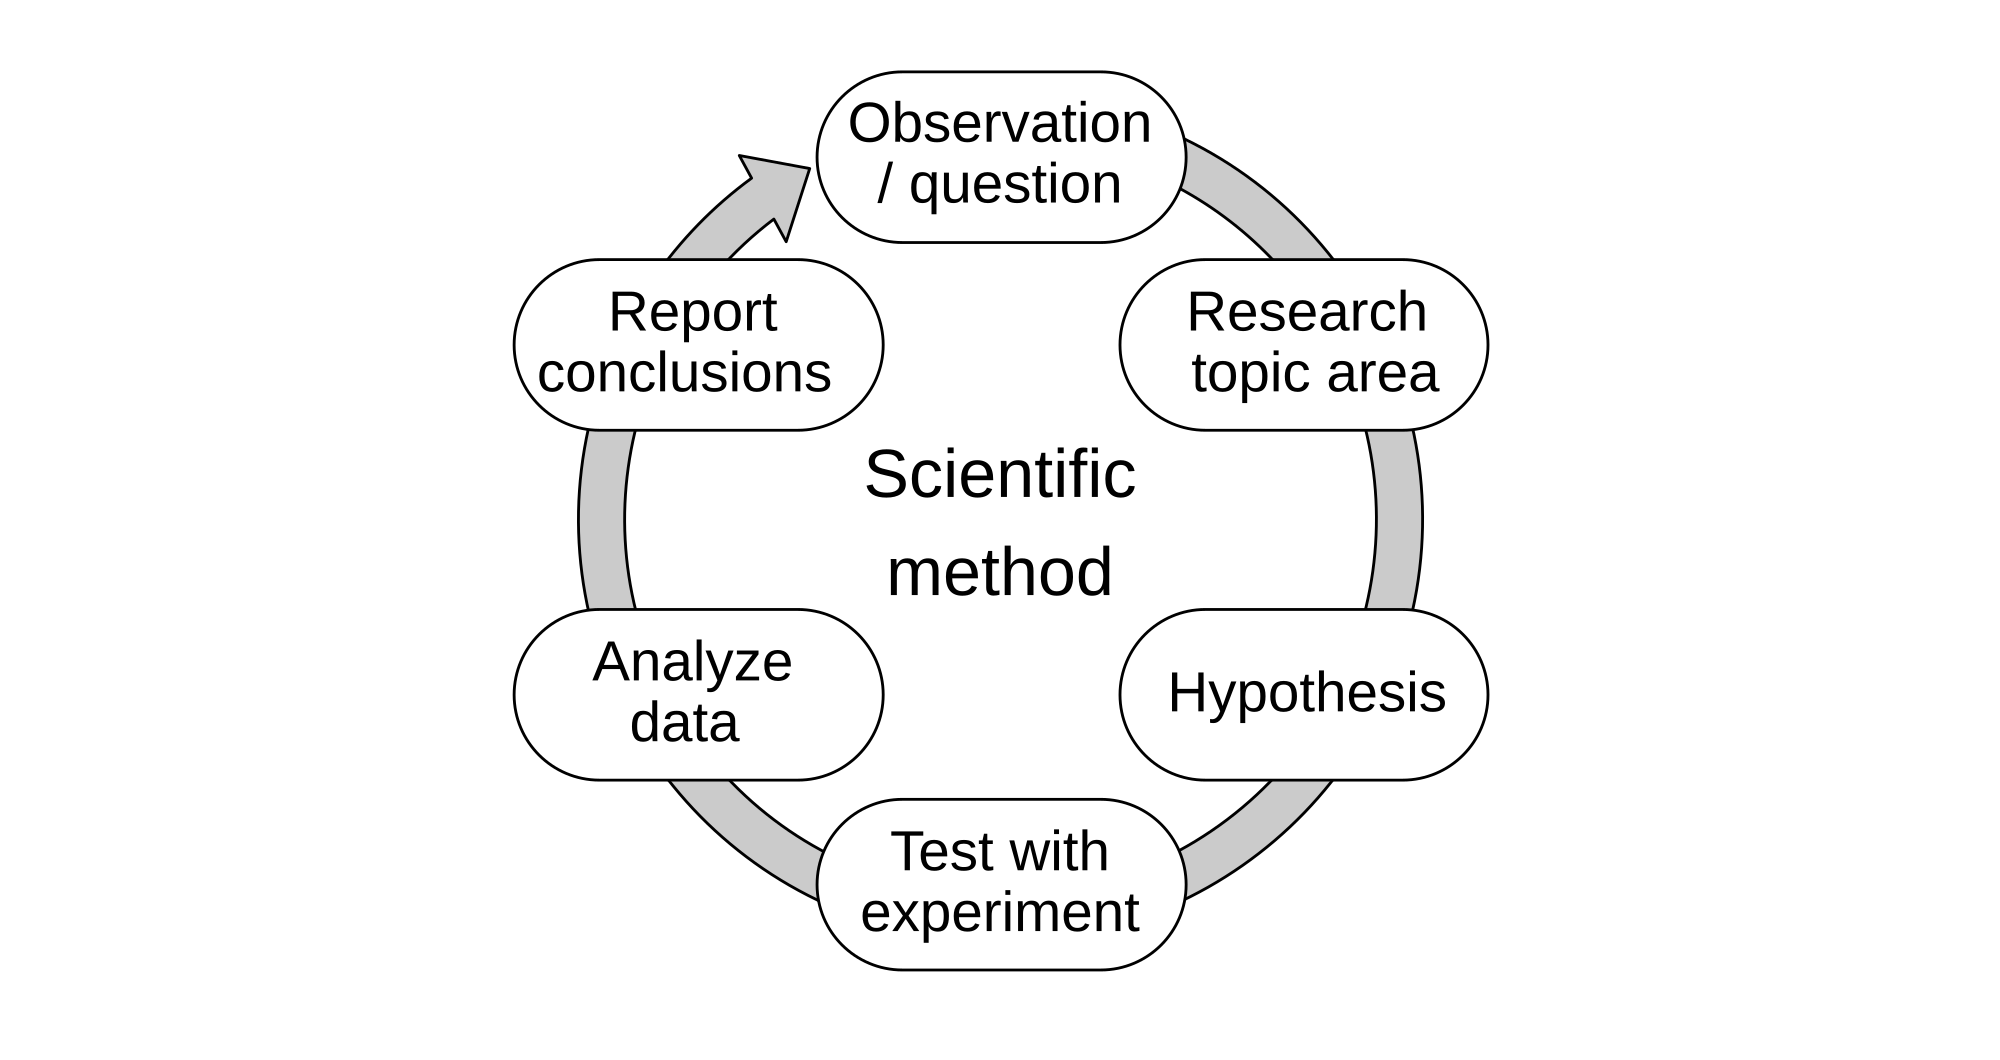 Observation
/ question
Research
topic area
Hypothesis
Test with
experiment
Analyze
data
Report
conclusions
Scientific
method